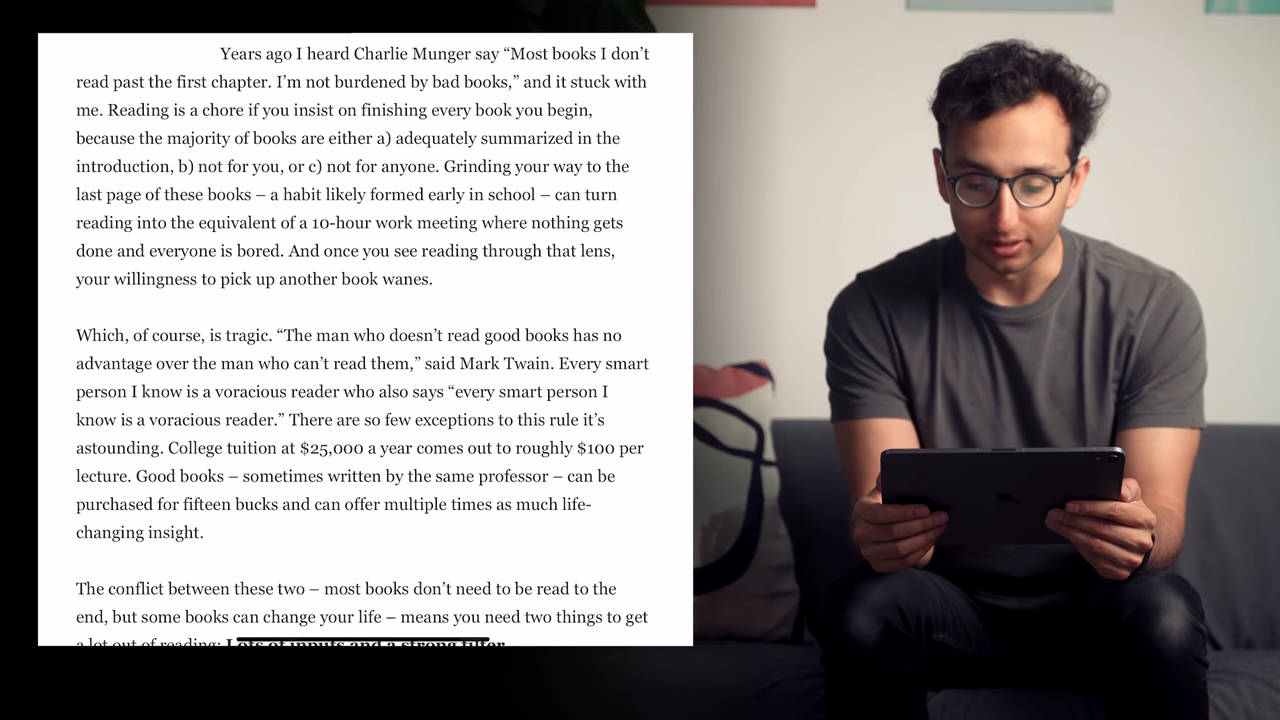 Years ago I heard Charlie Munger say “Most books I don’t
read past the first chapter. I’m not burdened by bad books,” and it stuck with
me. Reading is a chore if you insist on finishing every book you begin,
because the majority of books are either a) adequately summarized in the
introduction, b) not for you, or c) not for anyone. Grinding your way to the
last page of these books – a habit likely formed early in school – can turn
reading into the equivalent of a 10-hour work meeting where nothing gets
done and everyone is bored. And once you see reading through that lens,
your willingness to pick up another book wanes.
Which, of course, is tragic. “The man who doesn’t read good books has no
advantage over the man who can’t read them,” said Mark Twain. Every smart
person I know is a voracious reader who also says “every smart person I
know is a voracious reader.” There are so few exceptions to this rule it’s
astounding. College tuition at $25,000 a year comes out to roughly $100 per
lecture. Good books – sometimes written by the same professor – can be
purchased for fifteen bucks and can offer multiple times as much life-
changing insight.
The conflict between these two – most books don’t need to be read to the
end, but some books can change your life – means you need two things to get
a lot out of reading: Lots of inputs and a strong filter